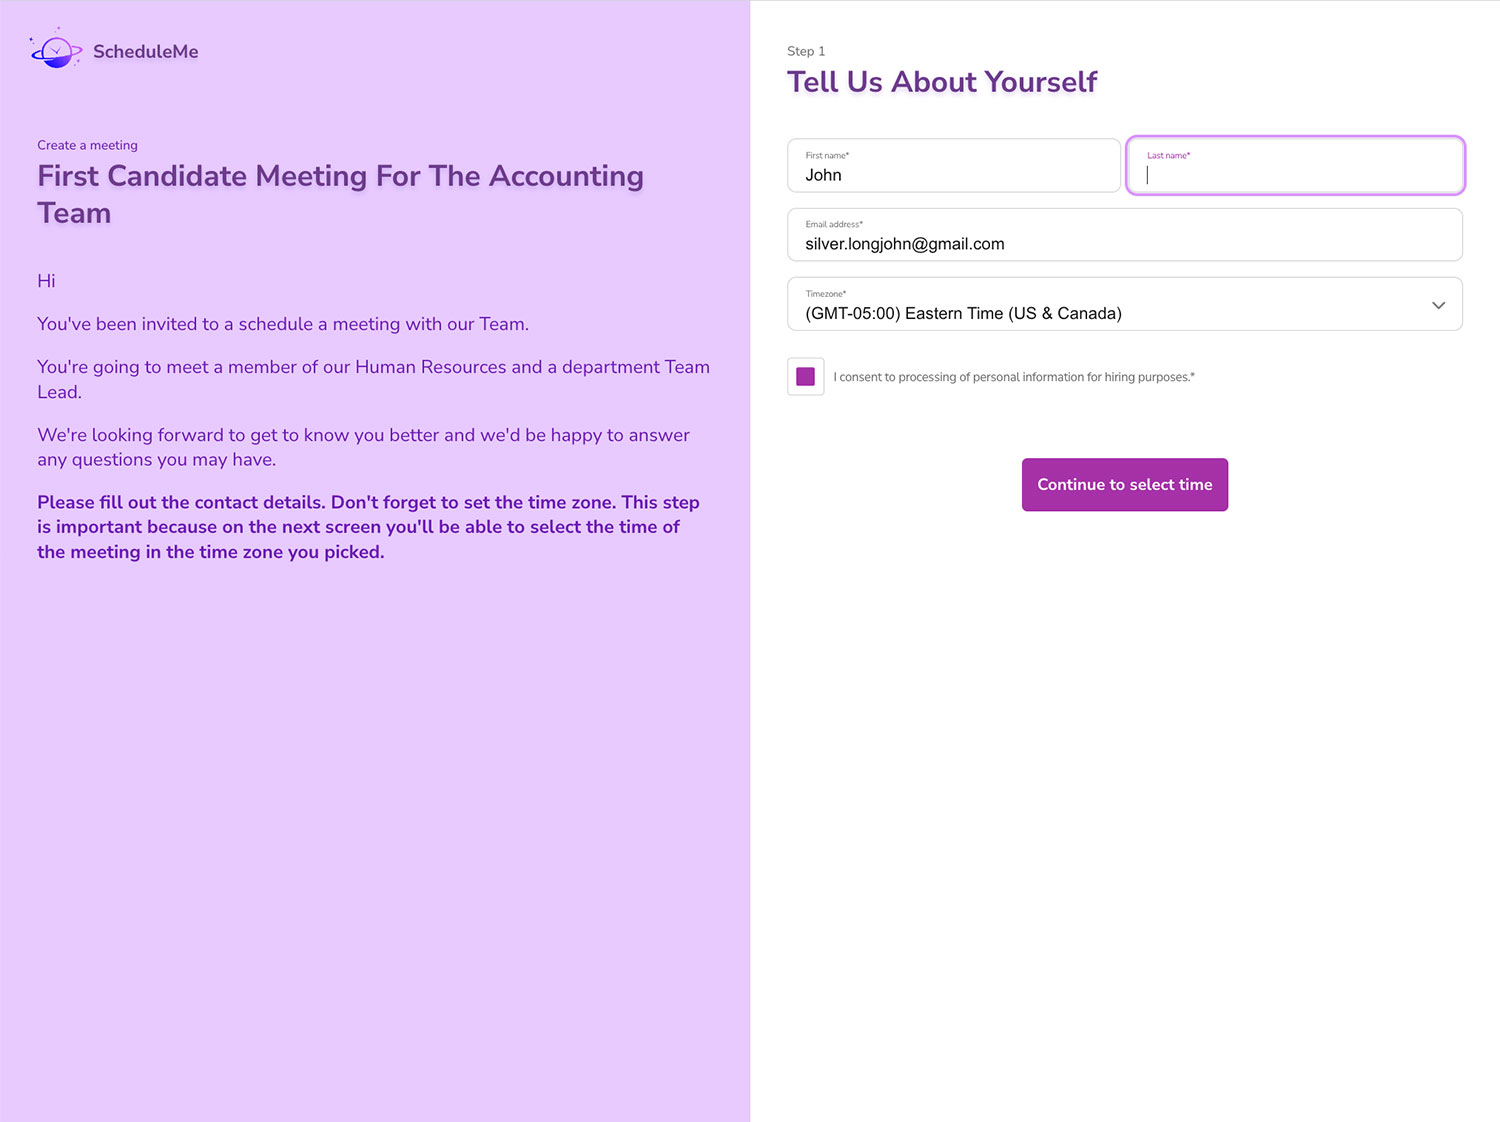 ScheduleMe
Create a meeting
First Candidate Meeting For The Accounting
Team
Hi
You've been invited to a schedule a meeting with our Team.
You're going to meet a member of our Human Resources and a department Team
Lead.
We're looking forward to get to know you better and we'd be happy to answer
any questions you may have.
Please fill out the contact details. Don't forget to set the time zone. This step
is important because on the next screen you'll be able to select the time of
the meeting in the time zone you picked.
Step 1
Tell Us About Yourself
First name*
John
Last name*
Email address*
silver.longjohn@gmail.com
Timezone*
(GMT-05:00) Eastern Time (US & Canada)
I consent to processing of personal information for hiring purposes.*
Continue to select time